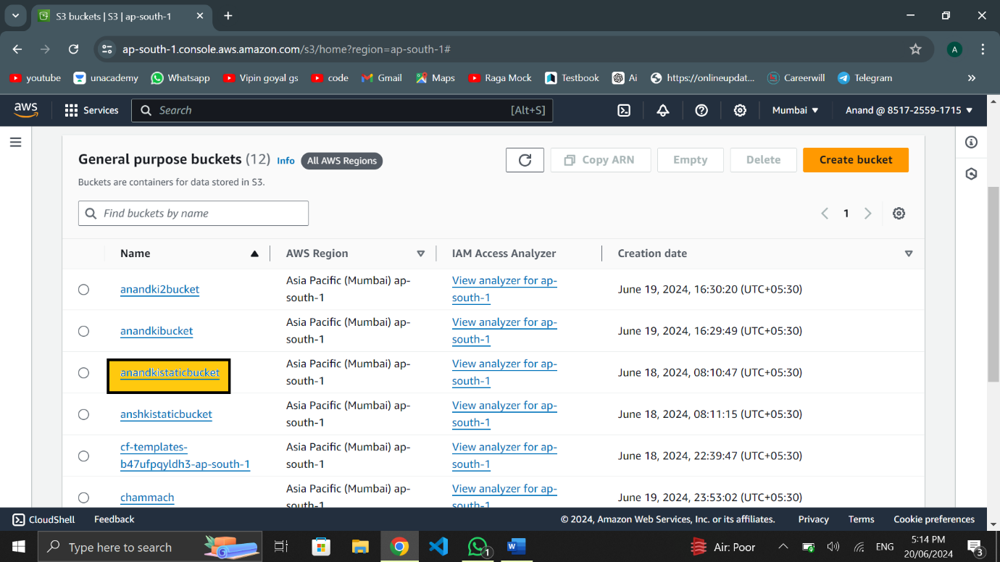 S3 buckets | S3 | ap-south-1
ap-south-1.console.aws.amazon.com/s3/home?region=ap-south-1#
A
youtube unacademy Whatsapp Vipin goyal gs code Gmail Maps Raga Mock Testbook Ai https://onlineupdat... Careerwill Telegram
aws Services Search [Alt+S] Mumbai Anand @ 8517-2559-1715
General purpose buckets (12) Info All AWS Regions Copy ARN Empty Delete Create bucket
Buckets are containers for data stored in S3.
Find buckets by name 1
Name AWS Region IAM Access Analyzer Creation date
anandki2bucket Asia Pacific (Mumbai) ap-south-1 View analyzer for ap-south-1 June 19, 2024, 16:30:20 (UTC+05:30)
anandkibucket Asia Pacific (Mumbai) ap-south-1 View analyzer for ap-south-1 June 19, 2024, 16:29:49 (UTC+05:30)
anandkistaticbucket Asia Pacific (Mumbai) ap-south-1 View analyzer for ap-south-1 June 18, 2024, 08:10:47 (UTC+05:30)
anshkistaticbucket Asia Pacific (Mumbai) ap-south-1 View analyzer for ap-south-1 June 18, 2024, 08:11:15 (UTC+05:30)
cf-templates-b47ufpqyldh3-ap-south-1 Asia Pacific (Mumbai) ap-south-1 View analyzer for ap-south-1 June 18, 2024, 22:39:47 (UTC+05:30)
chammach Asia Pacific (Mumbai) ap-south-1 View analyzer for ap-south-1 June 19, 2024, 23:53:02 (UTC+05:30)
CloudShell Feedback © 2024, Amazon Web Services, Inc. or its affiliates. Privacy Terms Cookie preferences
Type here to search 1 Air: Poor ENG 5:14 PM 3
20/06/2024